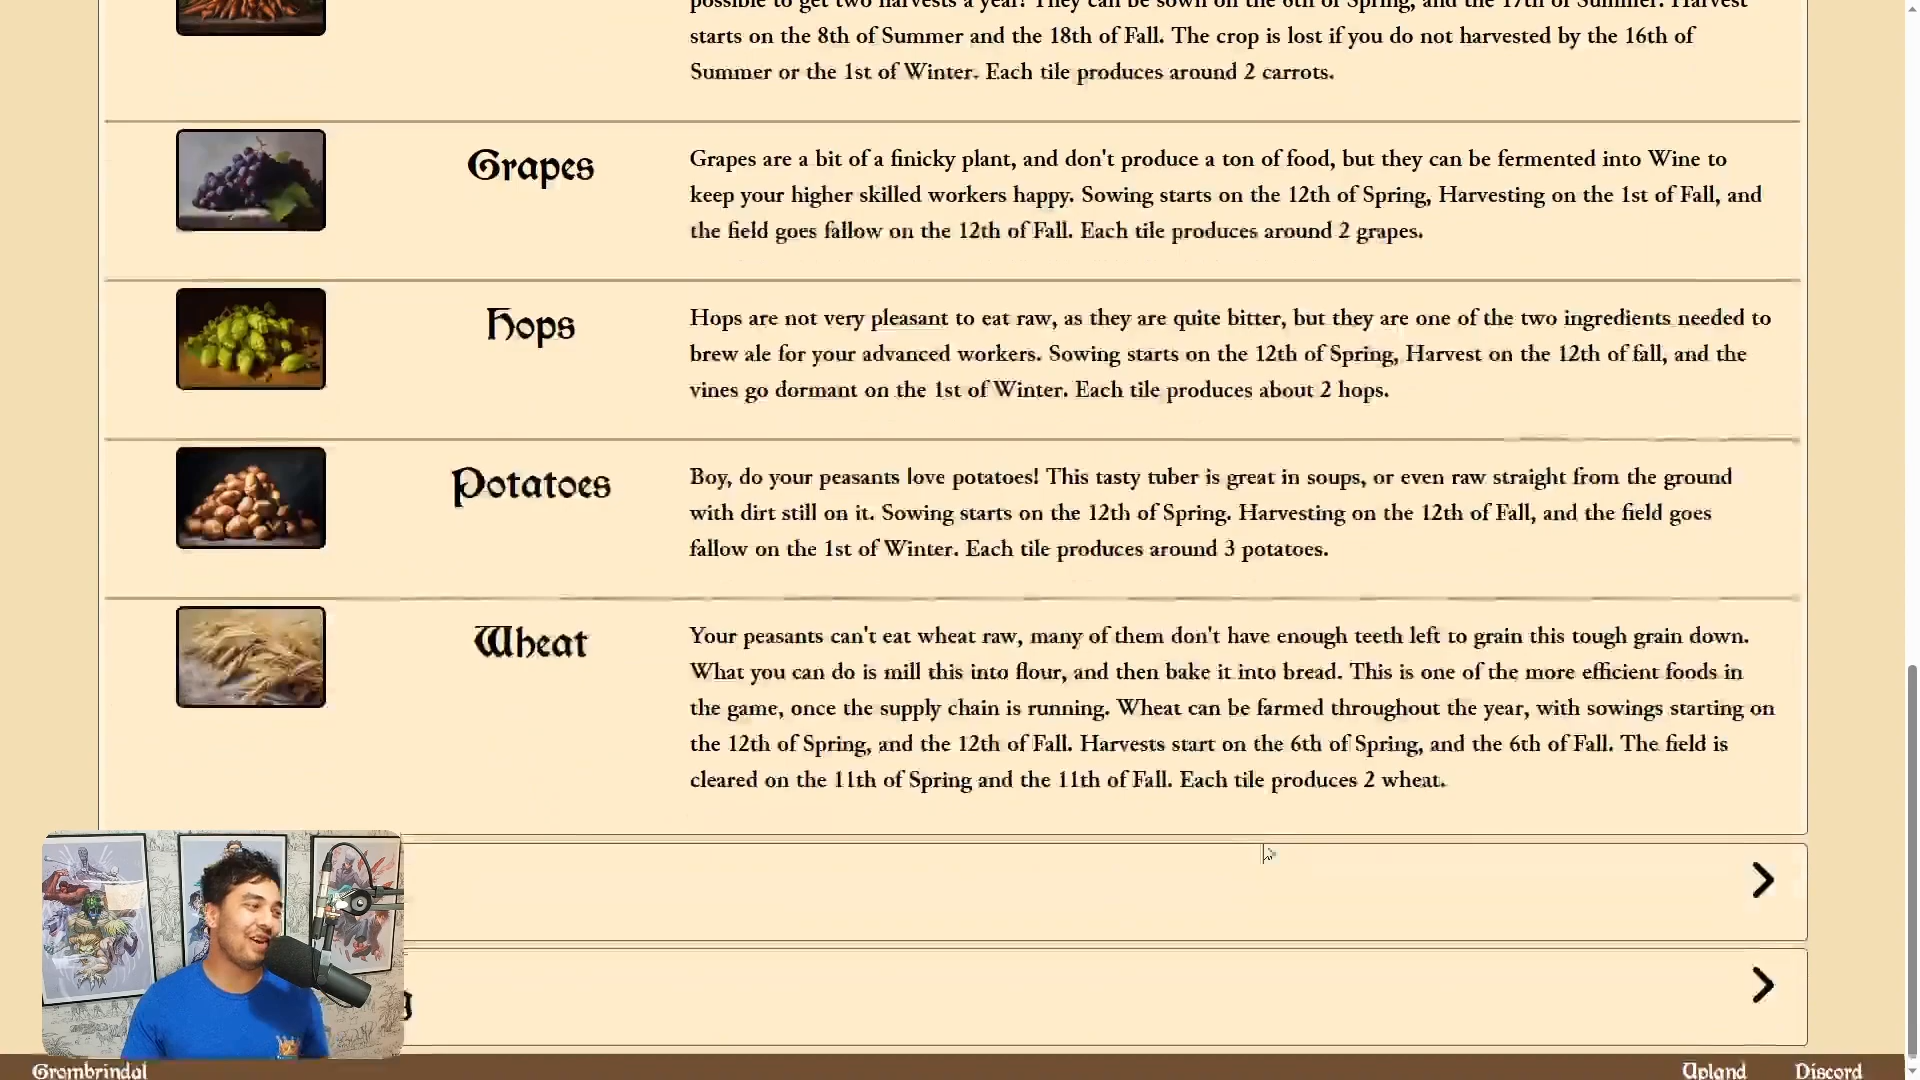 possible to get two harvests a year! They can be sown on the 6th of Spring, and the 17th of Summer. Harvest
starts on the 8th of Summer and the 18th of Fall. The crop is lost if you do not harvested by the 16th of
Summer or the 1st of Winter. Each tile produces around 2 carrots.
Grapes
Grapes are a bit of a finicky plant, and don't produce a ton of food, but they can be fermented into Wine to
keep your higher skilled workers happy. Sowing starts on the 12th of Spring, Harvesting on the 1st of Fall, and
the field goes fallow on the 12th of Fall. Each tile produces around 2 grapes.
Hops
Hops are not very pleasant to eat raw, as they are quite bitter, but they are one of the two ingredients needed to
brew ale for your advanced workers. Sowing starts on the 12th of Spring, Harvest on the 12th of fall, and the
vines go dormant on the 1st of Winter. Each tile produces about 2 hops.
Potatoes
Boy, do your peasants love potatoes! This tasty tuber is great in soups, or even raw straight from the ground
with dirt still on it. Sowing starts on the 12th of Spring. Harvesting on the 12th of Fall, and the field goes
fallow on the 1st of Winter. Each tile produces around 3 potatoes.
Wheat
Your peasants can't eat wheat raw, many of them don't have enough teeth left to grain this tough grain down.
What you can do is mill this into flour, and then bake it into bread. This is one of the more efficient foods in
the game, once the supply chain is running. Wheat can be farmed throughout the year, with sowings starting on
the 12th of Spring, and the 12th of Fall. Harvests start on the 6th of Spring, and the 6th of Fall. The field is
cleared on the 11th of Spring and the 11th of Fall. Each tile produces 2 wheat.
g
Grombrindal
Upland
Discord